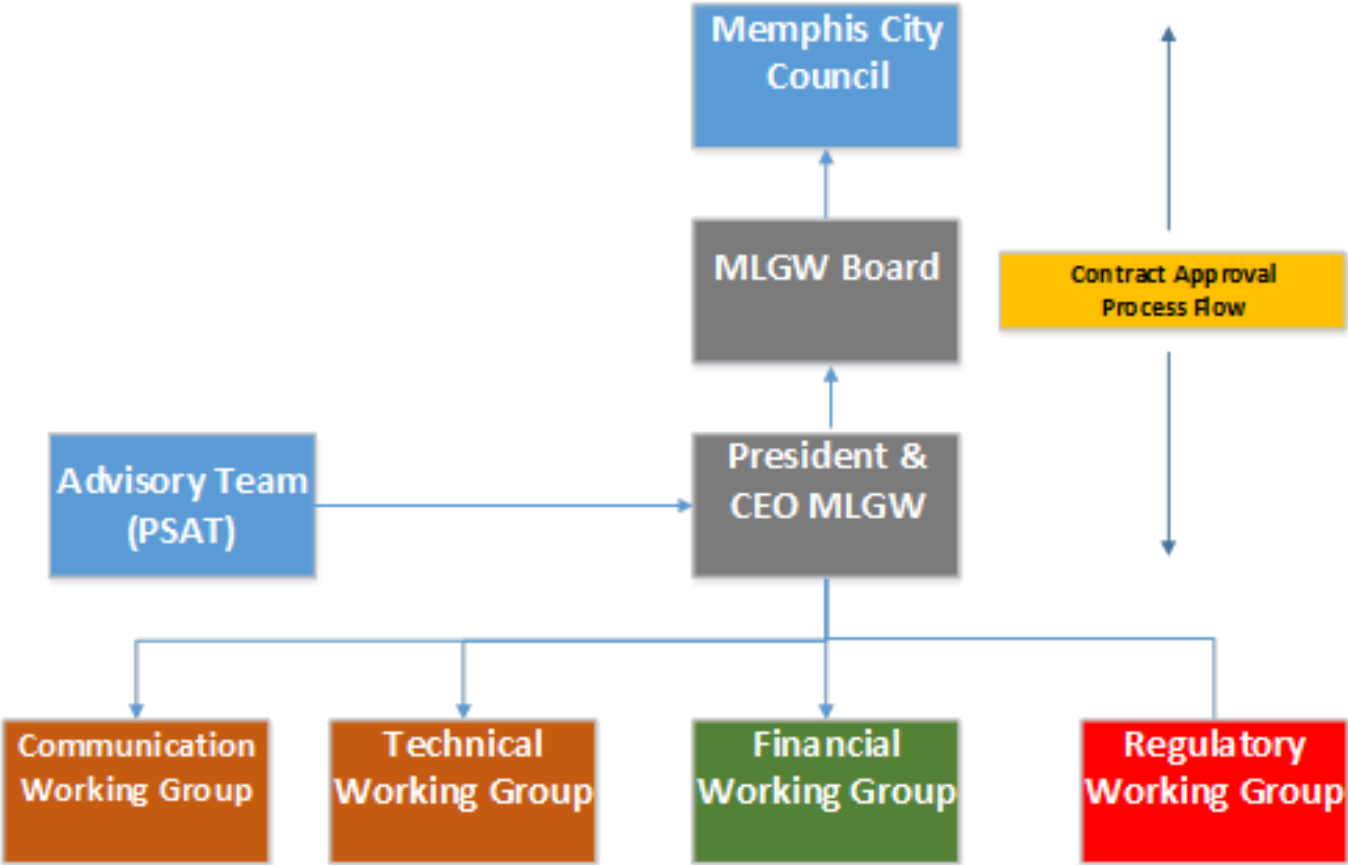 Memphis City
Council
MLGW Board
Contract Approval
Process Flow
President &
CEO MLGW
Advisory Team
(PSAT)
Communication
Working Group
Technical
Working Group
Financial
Working Group
Regulatory
Working Group